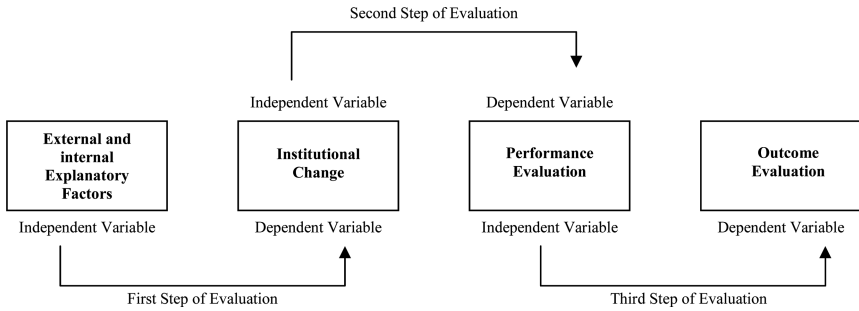 Second Step of Evaluation
Independent Variable
Dependent Variable
External and
internal
Explanatory
Factors
Institutional
Change
Performance
Evaluation
Outcome
Evaluation
Independent Variable
Dependent Variable
Independent Variable
Dependent Variable
First Step of Evaluation
Third Step of Evaluation